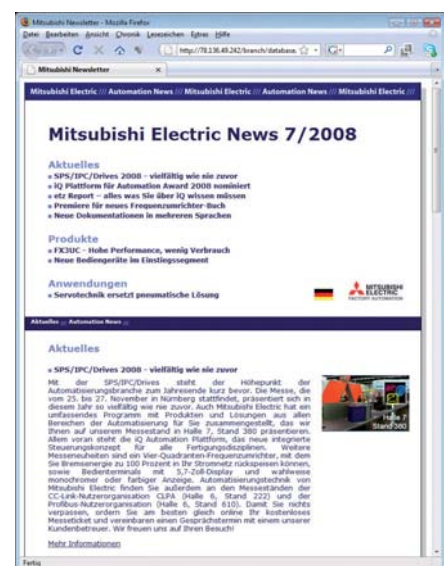 Mitsubishi Newsletter - Mozilla Firefox
Datei Bearbeiten Ansicht Chronik Lesezeichen Extras Hilfe
http://78.136.49.242/branch/database.
Mitsubishi Newsletter
Mitsubishi Electric /// Automation News /// Mitsubishi Electric /// Automation News /// Mitsubishi Electric ///
Mitsubishi Electric News 7/2008
Aktuelles
SPS/IPC/Drives 2008 - vielfältig wie nie zuvor
iQ Plattform für Automation Award 2008 nominiert
etz Report – alles was Sie über iQ wissen müssen
Premiere für neues Frequenzumrichter-Buch
Neue Dokumentationen in mehreren Sprachen
Produkte
FX3UC - Hohe Performance, wenig Verbrauch
Neue Bediengeräte im Einstiegssegment
Anwendungen
Servotechnik ersetzt pneumatische Lösung
MITSUBISHI
ELECTRIC
FACTORY AUTOMATION
Aktuelles /// Automation News ///
Aktuelles
SPS/IPC/Drives 2008 - vielfältig wie nie zuvor
Mit der SPS/IPC/Drives steht der Höhepunkt der
Automatisierungsbranche zum Jahresende kurz bevor. Die Messe, die
vom 25. bis 27. November in Nürnberg stattfindet, präsentiert sich in
diesem Jahr so vielfältig wie nie zuvor. Auch Mitsubishi Electric hat ein
umfassendes Programm mit Produkten und Lösungen aus allen
Bereichen der Automatisierung für Sie zusammengestellt, das wir
Ihnen auf unserem Messestand in Halle 7, Stand 380 präsentieren.
Allem voran steht die iQ Automation Plattform, das neue integrierte
Steuerungskonzept für alle Fertigungsdisziplinen. Weitere
Messeneuheiten sind ein Vier-Quadranten-Frequenzumrichter, mit dem
Sie Bremsenergie zu 100 Prozent in Ihr Stromnetz rückspeisen können,
sowie Bedienterminals mit 5,7-Zoll-Display und wahlweise
monochromer oder farbiger Anzeige. Automatisierungstechnik von
Mitsubishi Electric finden Sie außerdem an den Messeständen der
CC-Link-Nutzerorganisation CLPA (Halle 6, Stand 222) und der
Profibus-Nutzerorganisation (Halle 6, Stand 610). Damit Sie nichts
verpassen, ordern Sie am besten gleich online Ihr kostenloses
Messeticket und vereinbaren einen Gesprächstermin mit einem unserer
Kundenbetreuer. Wir freuen uns auf Ihren Besuch!
Halle 7
Stand 380
Mehr Informationen
Fertig